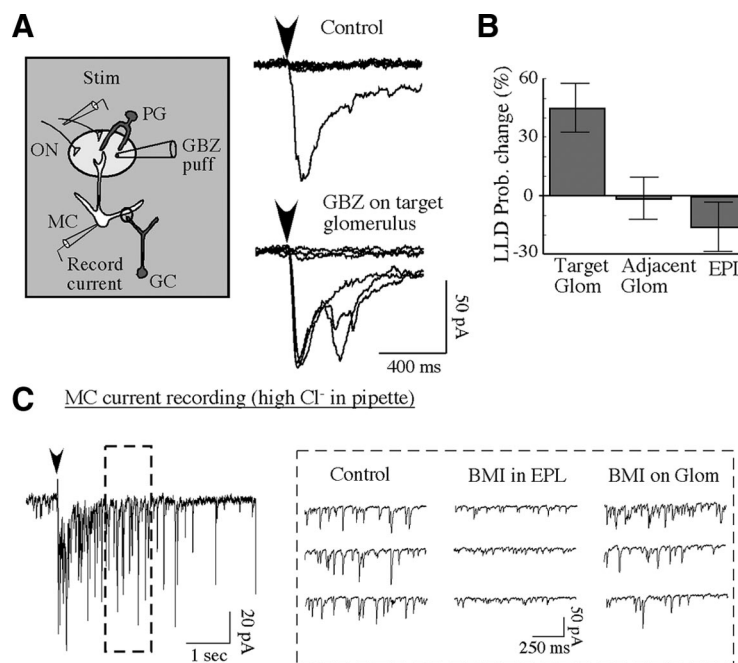 A
Control
Stim
PG
ON
GBZ
puff
MC
Record
current
GC
GBZ on target
glomerulus
50 pA
400 ms
B
LLD Prob. change (%)
60
30
0
-30
Target
Glom
Adjacent
Glom
EPL
C
MC current recording (high Cl- in pipette)
20 pA
1 sec
Control
BMI in EPL
BMI on Glom
50 pA
250 ms